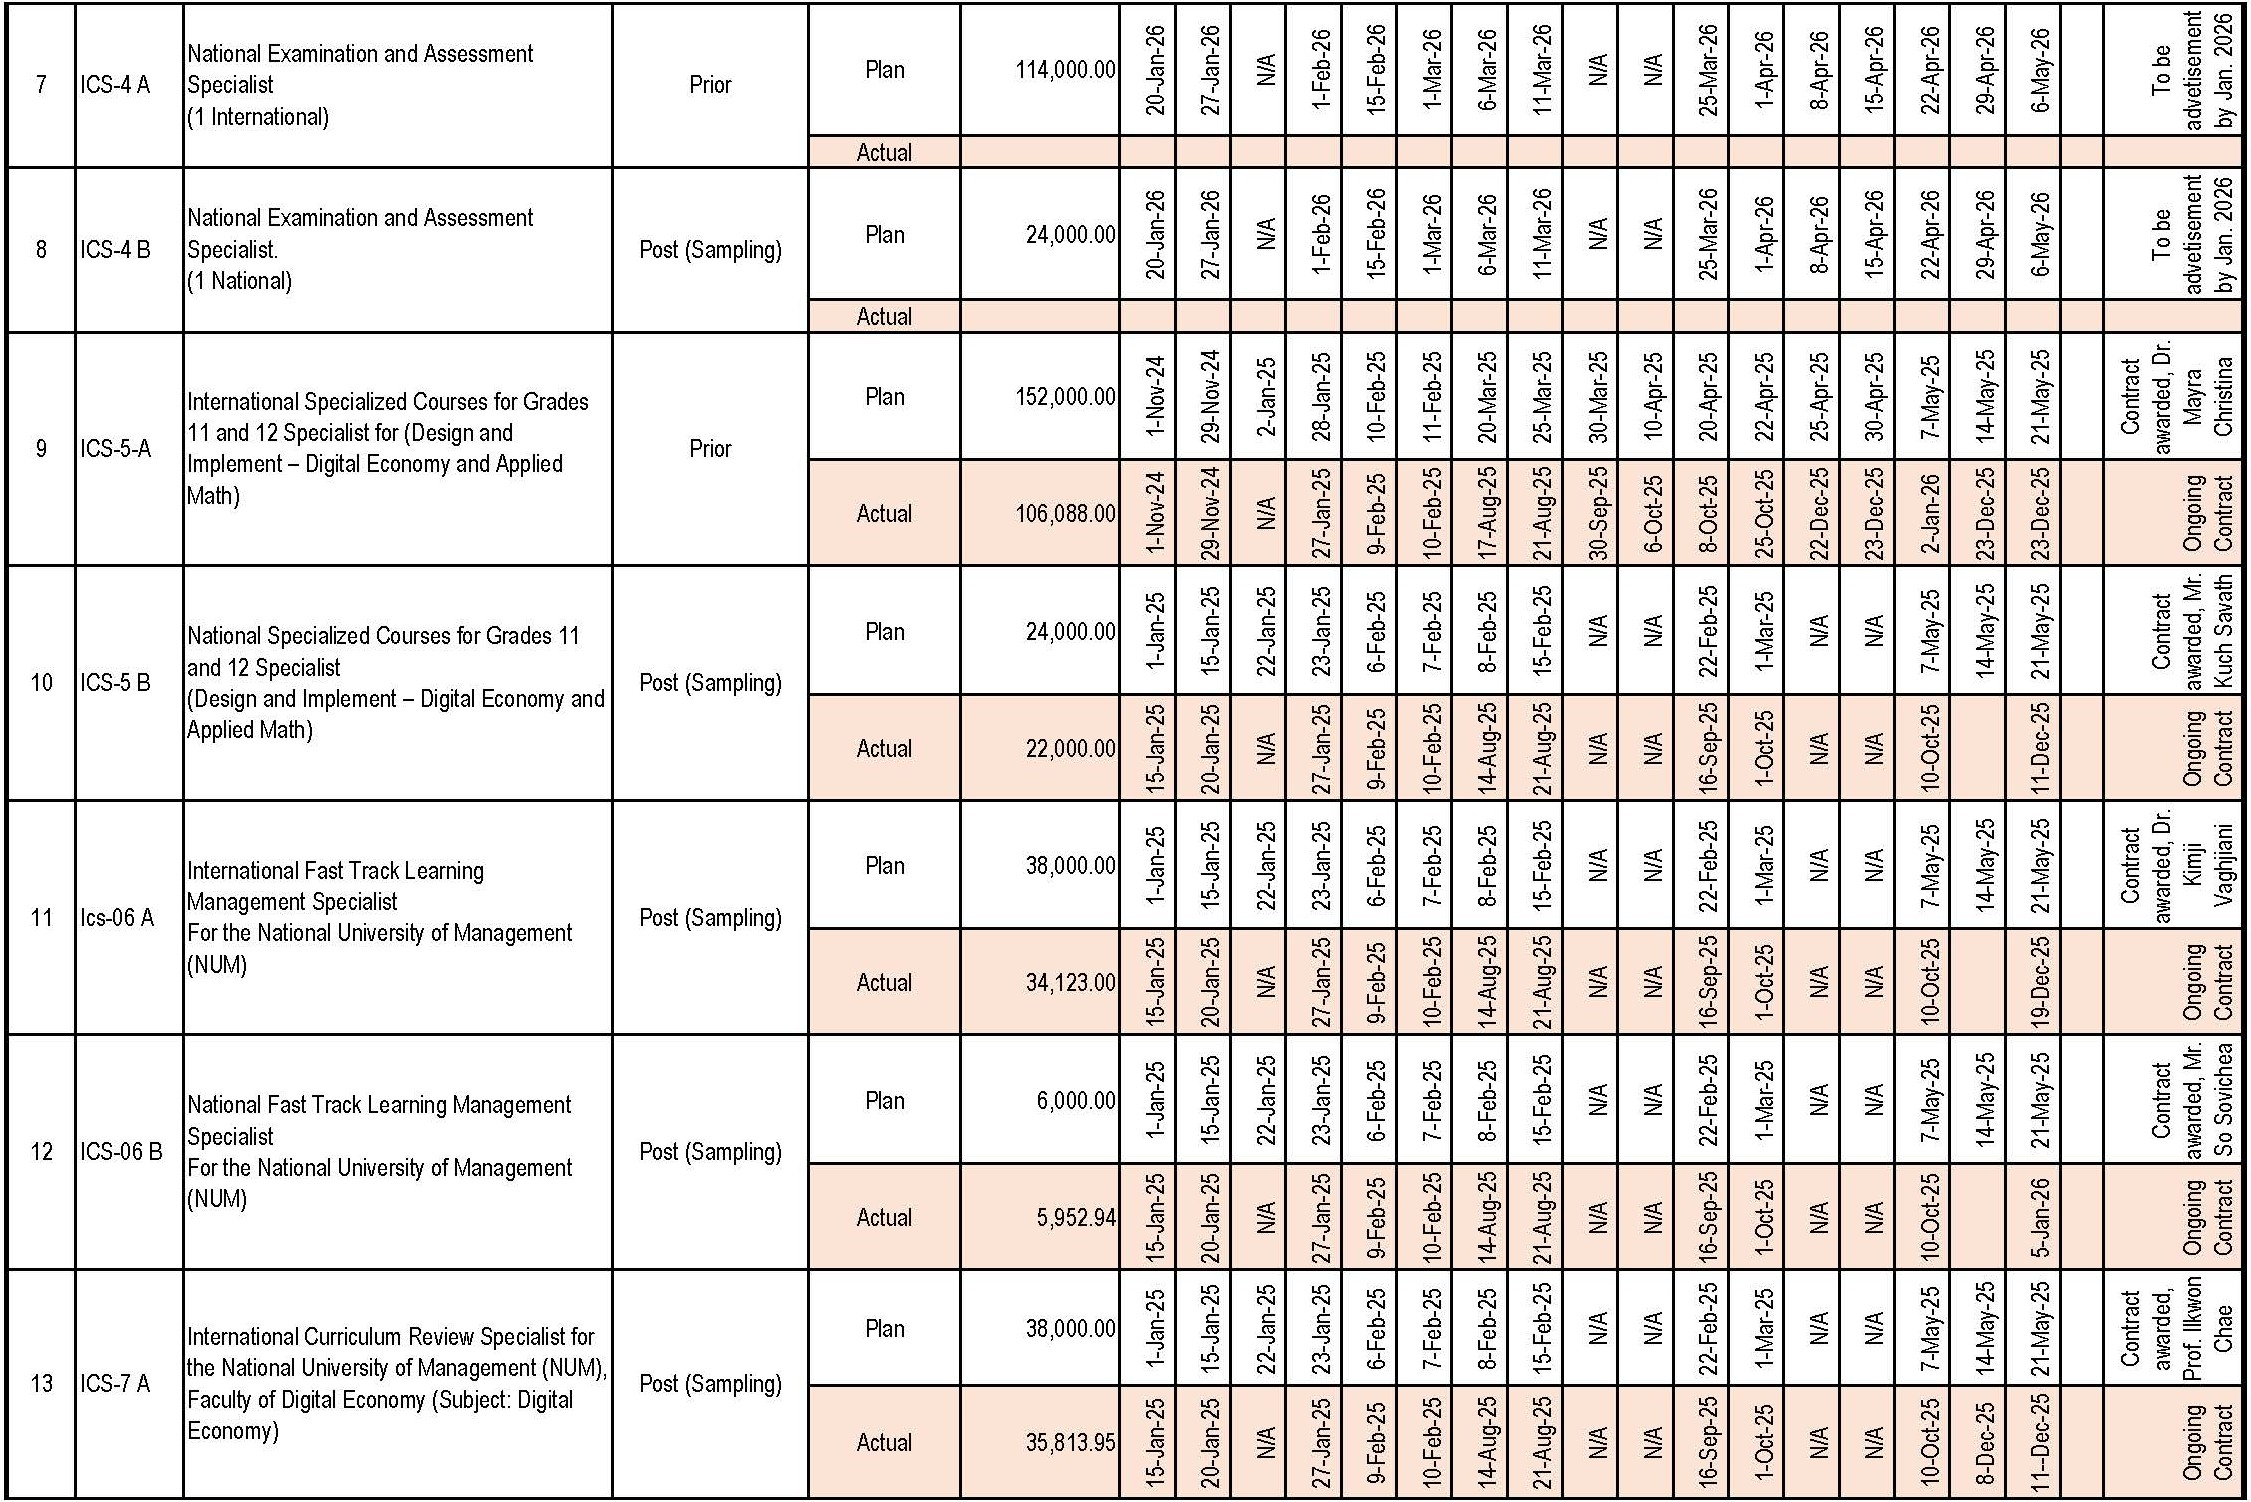 7 ICS-4 A National Examination and Assessment
Specialist
(1 International) Prior
Plan 114,000.00 20-Jan-26 27-Jan-26 N/A 1-Feb-26 15-Feb-26 1-Mar-26 6-Mar-26 11-Mar-26 N/A N/A 25-Mar-26 1-Apr-26 8-Apr-26 15-Apr-26 22-Apr-26 29-Apr-26 6-May-26
To be
advetisement
by Jan. 2026
Actual
8 ICS-4 B National Examination and Assessment
Specialist.
(1 National) Post (Sampling)
Plan 24,000.00 20-Jan-26 27-Jan-26 N/A 1-Feb-26 15-Feb-26 1-Mar-26 6-Mar-26 11-Mar-26 N/A N/A 25-Mar-26 1-Apr-26 8-Apr-26 15-Apr-26 22-Apr-26 29-Apr-26 6-May-26
To be
advetisement
by Jan. 2026
Actual
9 ICS-5-A International Specialized Courses for Grades
11 and 12 Specialist for (Design and
Implement – Digital Economy and Applied
Math) Prior
Plan 152,000.00 1-Nov-24 29-Nov-24 2-Jan-25 28-Jan-25 10-Feb-25 11-Feb-25 20-Mar-25 25-Mar-25 30-Mar-25 10-Apr-25 20-Apr-25 22-Apr-25 25-Apr-25 30-Apr-25 7-May-25 14-May-25 21-May-25
Contract
awarded, Dr.
Mayra
Christina
Actual 106,088.00 1-Nov-24 29-Nov-24 N/A 27-Jan-25 9-Feb-25 10-Feb-25 17-Aug-25 21-Aug-25 30-Sep-25 6-Oct-25 8-Oct-25 25-Oct-25 22-Dec-25 23-Dec-25 2-Jan-26 23-Dec-25 23-Dec-25
Ongoing
Contract
10 ICS-5 B National Specialized Courses for Grades 11
and 12 Specialist
(Design and Implement – Digital Economy and
Applied Math) Post (Sampling)
Plan 24,000.00 1-Jan-25 15-Jan-25 22-Jan-25 23-Jan-25 6-Feb-25 7-Feb-25 8-Feb-25 15-Feb-25 N/A N/A 22-Feb-25 1-Mar-25 N/A N/A 7-May-25 14-May-25 21-May-25
Contract
awarded, Mr.
Kuch Savath
Actual 22,000.00 15-Jan-25 20-Jan-25 N/A 27-Jan-25 9-Feb-25 10-Feb-25 14-Aug-25 21-Aug-25 N/A N/A 16-Sep-25 1-Oct-25 N/A N/A 10-Oct-25 11-Dec-25
Ongoing
Contract
11 Ics-06 A International Fast Track Learning
Management Specialist
For the National University of Management
(NUM) Post (Sampling)
Plan 38,000.00 1-Jan-25 15-Jan-25 22-Jan-25 23-Jan-25 6-Feb-25 7-Feb-25 8-Feb-25 15-Feb-25 N/A N/A 22-Feb-25 1-Mar-25 N/A N/A 7-May-25 14-May-25 21-May-25
Contract
awarded, Dr.
Kimji
Vaghjiani
Actual 34,123.00 15-Jan-25 20-Jan-25 N/A 27-Jan-25 9-Feb-25 10-Feb-25 14-Aug-25 21-Aug-25 N/A N/A 16-Sep-25 1-Oct-25 N/A N/A 10-Oct-25 19-Dec-25
Ongoing
Contract
12 ICS-06 B National Fast Track Learning Management
Specialist
For the National University of Management
(NUM) Post (Sampling)
Plan 6,000.00 1-Jan-25 15-Jan-25 22-Jan-25 23-Jan-25 6-Feb-25 7-Feb-25 8-Feb-25 15-Feb-25 N/A N/A 22-Feb-25 1-Mar-25 N/A N/A 7-May-25 14-May-25 21-May-25
Contract
awarded, Mr.
So Sovichea
Actual 5,952.94 15-Jan-25 20-Jan-25 N/A 27-Jan-25 9-Feb-25 10-Feb-25 14-Aug-25 21-Aug-25 N/A N/A 16-Sep-25 1-Oct-25 N/A N/A 10-Oct-25 5-Jan-26
Ongoing
Contract
13 ICS-7 A International Curriculum Review Specialist for
the National University of Management (NUM),
Faculty of Digital Economy (Subject: Digital
Economy) Post (Sampling)
Plan 38,000.00 1-Jan-25 15-Jan-25 22-Jan-25 23-Jan-25 6-Feb-25 7-Feb-25 8-Feb-25 15-Feb-25 N/A N/A 22-Feb-25 1-Mar-25 N/A N/A 7-May-25 14-May-25 21-May-25
Contract
awarded,
Prof. Ilkwon
Chae
Actual 35,813.95 15-Jan-25 20-Jan-25 N/A 27-Jan-25 9-Feb-25 10-Feb-25 14-Aug-25 21-Aug-25 N/A N/A 16-Sep-25 1-Oct-25 N/A N/A 10-Oct-25 8-Dec-25 11--Dec-25
Ongoing
Contract